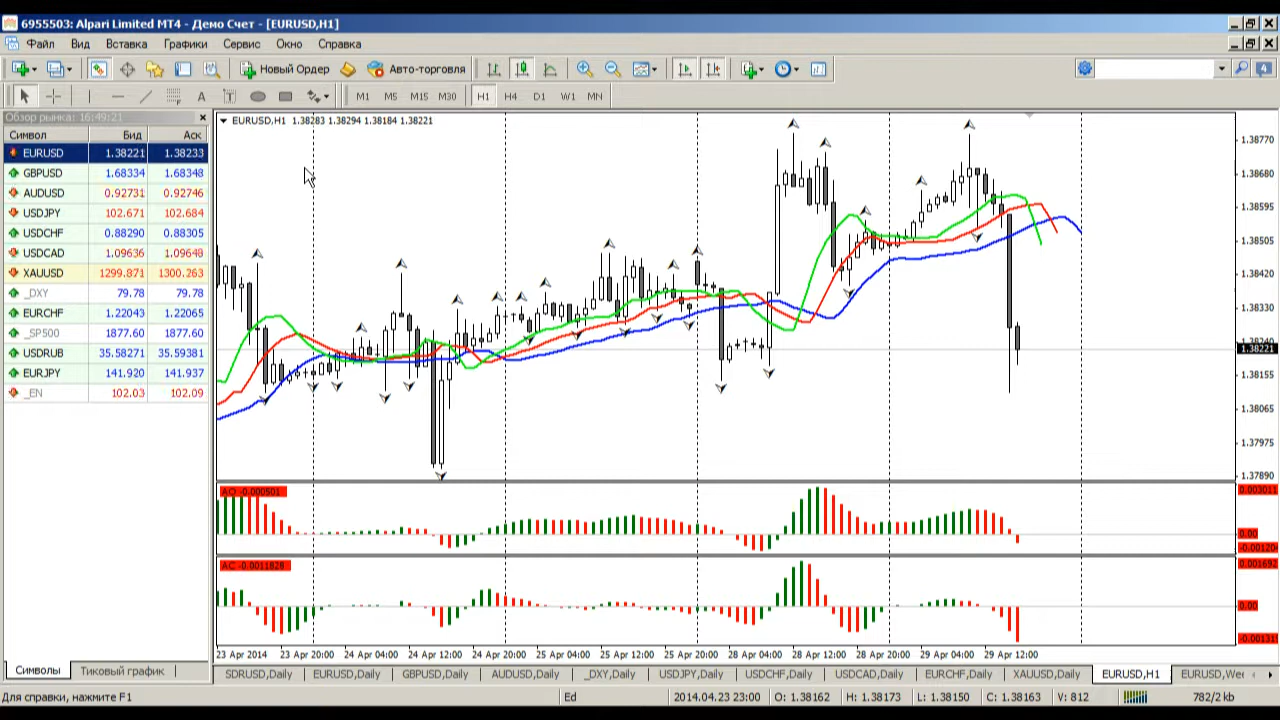 6955503: Alpari Limited MT4 - Демо Счет - [EURUSD,H1]
Файл Вид Вставка Графики Сервис Окно Справка
Новый Ордер Авто-торговля
A T M1 M5 M15 M30 H1 H4 D1 W1 MN
Обзор рынка: 16:49:21
Символ Бид Аск
EURUSD 1.38221 1.38233
GBPUSD 1.68334 1.68348
AUDUSD 0.92731 0.92746
USDJPY 102.671 102.684
USDCHF 0.88290 0.88305
USDCAD 1.09636 1.09648
XAUUSD 1299.871 1300.263
_DXY 79.78 79.78
EURCHF 1.22043 1.22065
_SP500 1877.60 1877.60
USDRUB 35.58271 35.59381
EURJPY 141.920 141.937
_EN 102.03 102.09
Символы Тиковый график
EURUSD,H1 1.38283 1.38294 1.38184 1.38221
1.38770
1.38680
1.38595
1.38505
1.38420
1.38330
1.38240
1.38221
1.38155
1.38065
1.37975
1.37890
AO -0.000501
0.003011
0.00
-0.001204
AC -0.0011828
0.001692
0.00
-0.001315
23 Apr 2014 23 Apr 20:00 24 Apr 04:00 24 Apr 12:00 24 Apr 20:00 25 Apr 04:00 25 Apr 12:00 25 Apr 20:00 28 Apr 04:00 28 Apr 12:00 28 Apr 20:00 29 Apr 04:00 29 Apr 12:00
SDRUSD,Daily EURUSD,Daily GBPUSD,Daily AUDUSD,Daily _DXY,Daily USDJPY,Daily USDCHF,Daily USDCAD,Daily EURCHF,Daily XAUUSD,Daily EURUSD,H1 EURUSD,Wee
Для справки, нажмите F1 Ed 2014.04.23 23:00 O: 1.38162 H: 1.38173 L: 1.38150 C: 1.38163 V: 812 782/2 kb